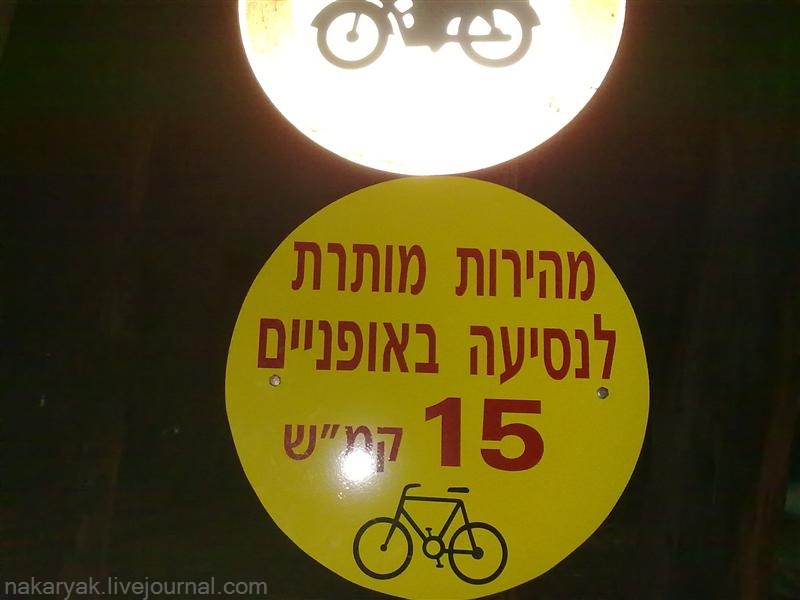 מהירות מותרת
לנסיעה באופניים
15 קמ"ש
nakaryak.livejournal.com